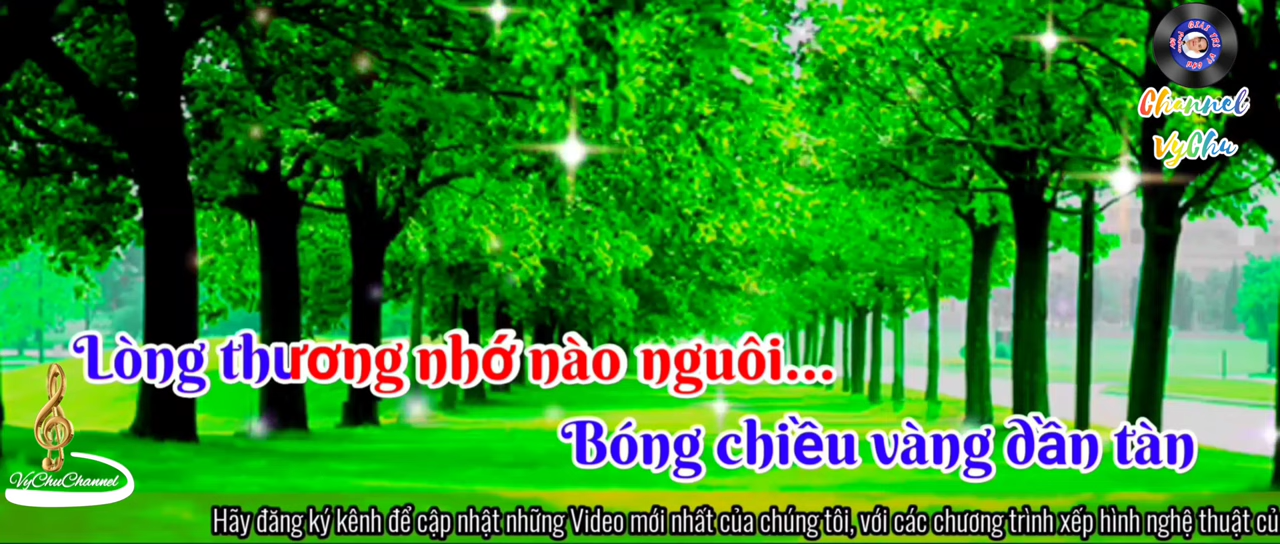 Channel
VyChu
Lòng thương nhớ nào nguôi...
Bóng chiều vàng dần tàn
VyChuChannel
Hãy đăng ký kênh để cập nhật những Video mới nhất của chúng tôi, với các chương trình xếp hình nghệ thuật củ